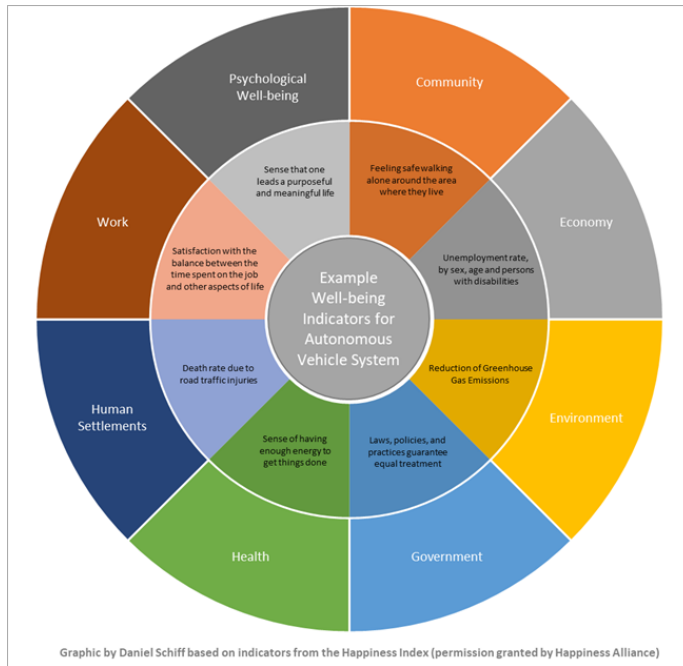 Psychological
Well-being
Community
Sense that one
leads a purposeful
and meaningful life
Feeling safe walking
alone around the area
where they live
Work
Economy
Satisfaction with the
balance between the
time spent on the job
and other aspects of life
Unemployment rate,
by sex, age and persons
with disabilities
Example
Well-being
Indicators for
Autonomous
Vehicle System
Death rate due to
road traffic injuries
Reduction of Greenhouse
Gas Emissions
Human
Settlements
Environment
Sense of having
enough energy to
get things done
Laws, policies, and
practices guarantee
equal treatment
Health
Government
Graphic by Daniel Schiff based on indicators from the Happiness Index (permission granted by Happiness Alliance)